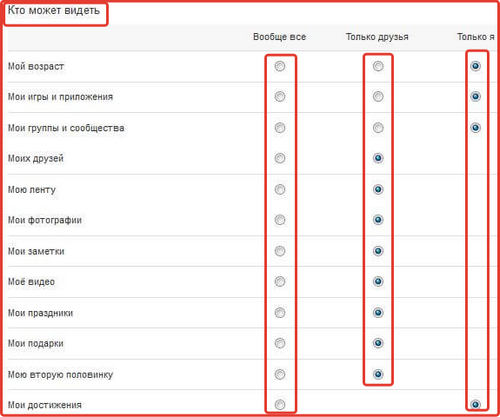 Кто может видеть
Вообще все Только друзья Только я
Мой возраст
Мои игры и приложения
Мои группы и сообщества
Моих друзей
Мою ленту
Мои фотографии
Мои заметки
Моё видео
Мои праздники
Мои подарки
Мою вторую половинку
Мои достижения